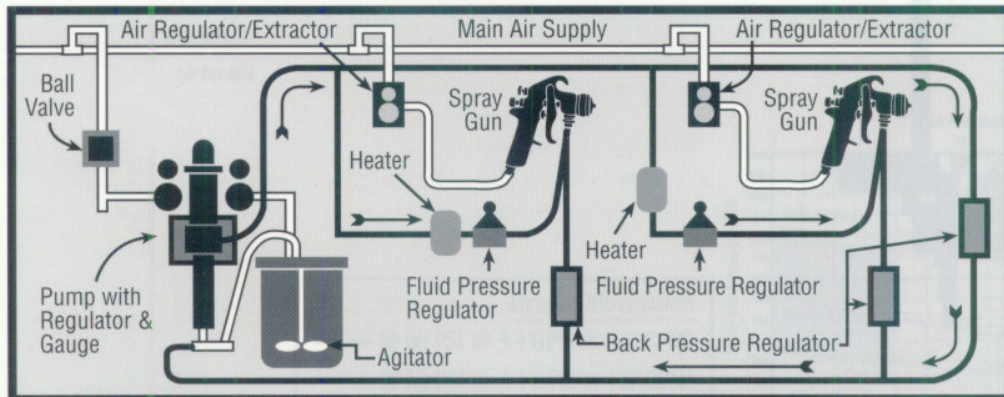 Air Regulator/Extractor
Main Air Supply
Air Regulator/Extractor
Ball
Valve
Spray
Gun
Spray
Gun
Heater
Heater
Pump with
Regulator &
Gauge
Fluid Pressure
Regulator
Fluid Pressure Regulator
Agitator
Back Pressure Regulator